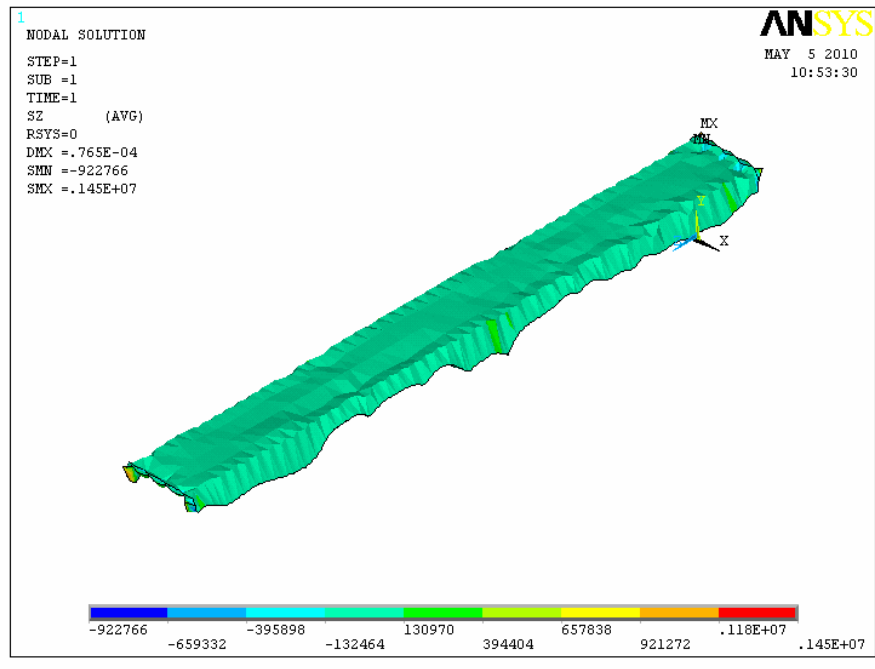 1
NODAL SOLUTION
STEP=1
SUB =1
TIME=1
SZ (AVG)
RSYS=0
DMX =.765E-04
SMN =-922766
SMX =.145E+07
ANSYS
MAY 5 2010
10:53:30
MX
MN
Y
X
-922766 -395898 130970 657838 .118E+07
-659332 -132464 394404 921272 .145E+07